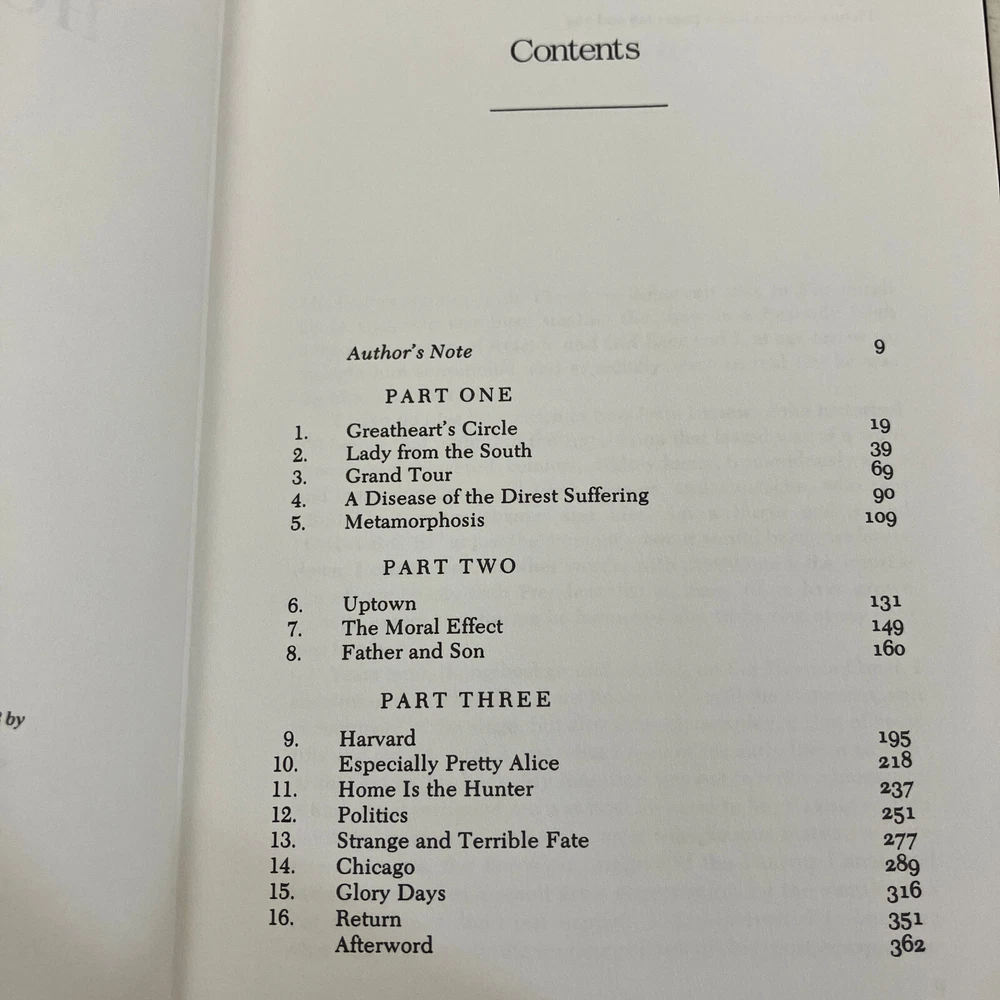 Contents
Author's Note 9
PART ONE
1. Greatheart's Circle 19
2. Lady from the South 39
3. Grand Tour 69
4. A Disease of the Direst Suffering 90
5. Metamorphosis 109
PART TWO
6. Uptown 131
7. The Moral Effect 149
8. Father and Son 160
by
PART THREE
9. Harvard 195
10. Especially Pretty Alice 218
11. Home Is the Hunter 237
12. Politics 251
13. Strange and Terrible Fate 277
14. Chicago 289
15. Glory Days 316
16. Return 351
Afterword 362